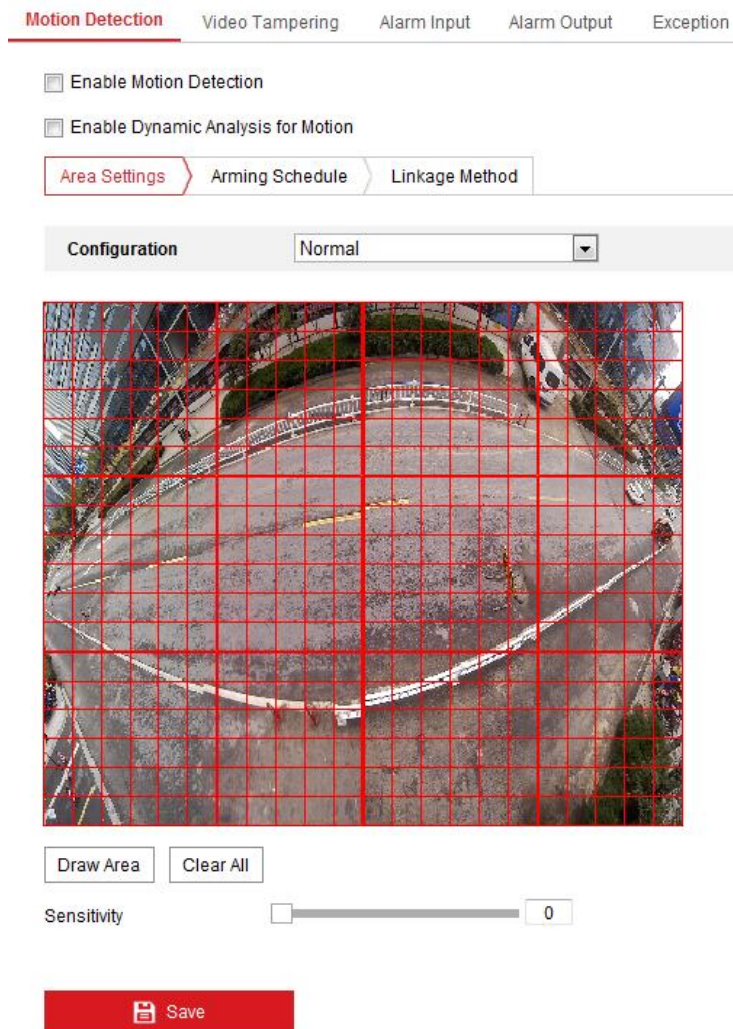 Motion Detection Video Tampering Alarm Input Alarm Output Exception
Enable Motion Detection
Enable Dynamic Analysis for Motion
Area Settings Arming Schedule Linkage Method
Configuration Normal
Draw Area Clear All
Sensitivity 0
Save